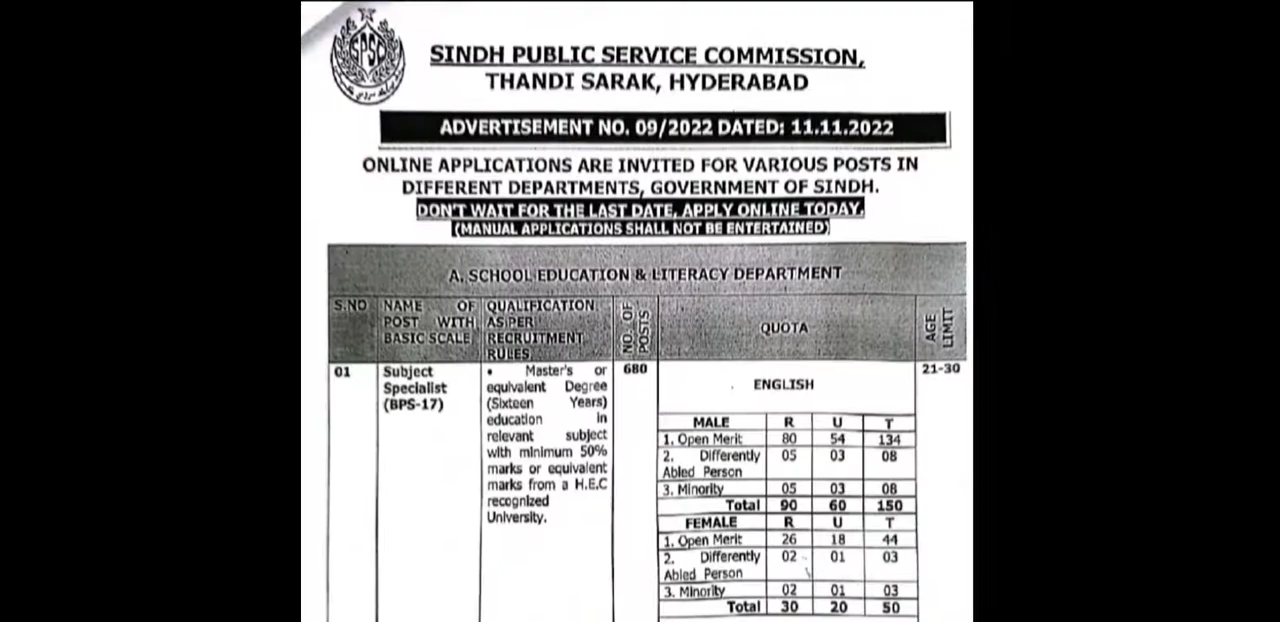 SPSC
SINDH PUBLIC SERVICE COMMISSION,
THANDI SARAK, HYDERABAD
ADVERTISEMENT NO. 09/2022 DATED: 11.11.2022
ONLINE APPLICATIONS ARE INVITED FOR VARIOUS POSTS IN
DIFFERENT DEPARTMENTS, GOVERNMENT OF SINDH.
DON'T WAIT FOR THE LAST DATE, APPLY ONLINE TODAY.
(MANUAL APPLICATIONS SHALL NOT BE ENTERTAINED)
A. SCHOOL EDUCATION & LITERACY DEPARTMENT
S.NO
NAME OF
POST WITH
BASIC SCALE
QUALIFICATION
AS PER
RECRUITMENT
RULES
NO. OF
POSTS
QUOTA
AGE
LIMIT
01
Subject
Specialist
(BPS-17)
• Master's or
equivalent Degree
(Sixteen Years)
education in
relevant subject
with minimum 50%
marks or equivalent
marks from a H.E.C
recognized
University.
680
ENGLISH
MALE R U T
1. Open Merit 80 54 134
2. Differently 05 03 08
Abled Person
3. Minority 05 03 08
Total 90 60 150
FEMALE R U T
1. Open Merit 26 18 44
2. Differently 02 01 03
Abled Person
3. Minority 02 01 03
Total 30 20 50
21-30